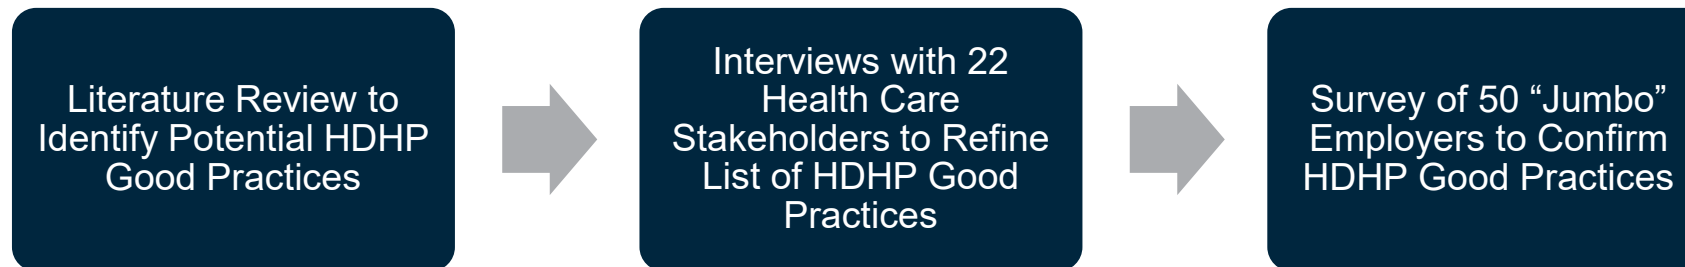 Literature Review to
Identify Potential HDHP
Good Practices
Interviews with 22
Health Care
Stakeholders to Refine
List of HDHP Good
Practices
Survey of 50 “Jumbo”
Employers to Confirm
HDHP Good Practices